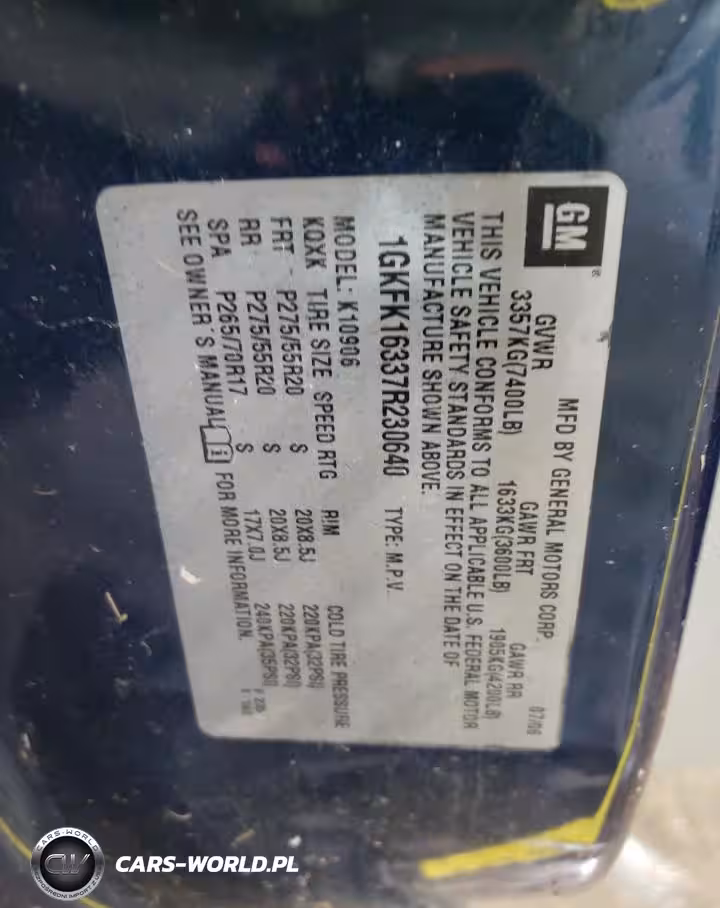 GM
MFD BY GENERAL MOTORS CORP. 07/06
GVWR GAWR FRT GAWR RR
3357KG(7400LB) 1633KG(3600LB) 1905KG(4200LB)
THIS VEHICLE CONFORMS TO ALL APPLICABLE U.S. FEDERAL MOTOR
VEHICLE SAFETY STANDARDS IN EFFECT ON THE DATE OF
MANUFACTURE SHOWN ABOVE.
1GKFK16337R230640 TYPE: M.P.V.
MODEL: K10906
KQXK TIRE SIZE SPEED RTG RIM COLD TIRE PRESSURE
FRT P275/55R20 S 20X8.5J 220KPA(32PSI)
RR P275/55R20 S 20X8.5J 220KPA(32PSI)
SPA P265/70R17 S 17X7.0J 240KPA(35PSI)
SEE OWNER'S MANUAL i FOR MORE INFORMATION.
CARS-WORLD
CW
CARS-WORLD.PL